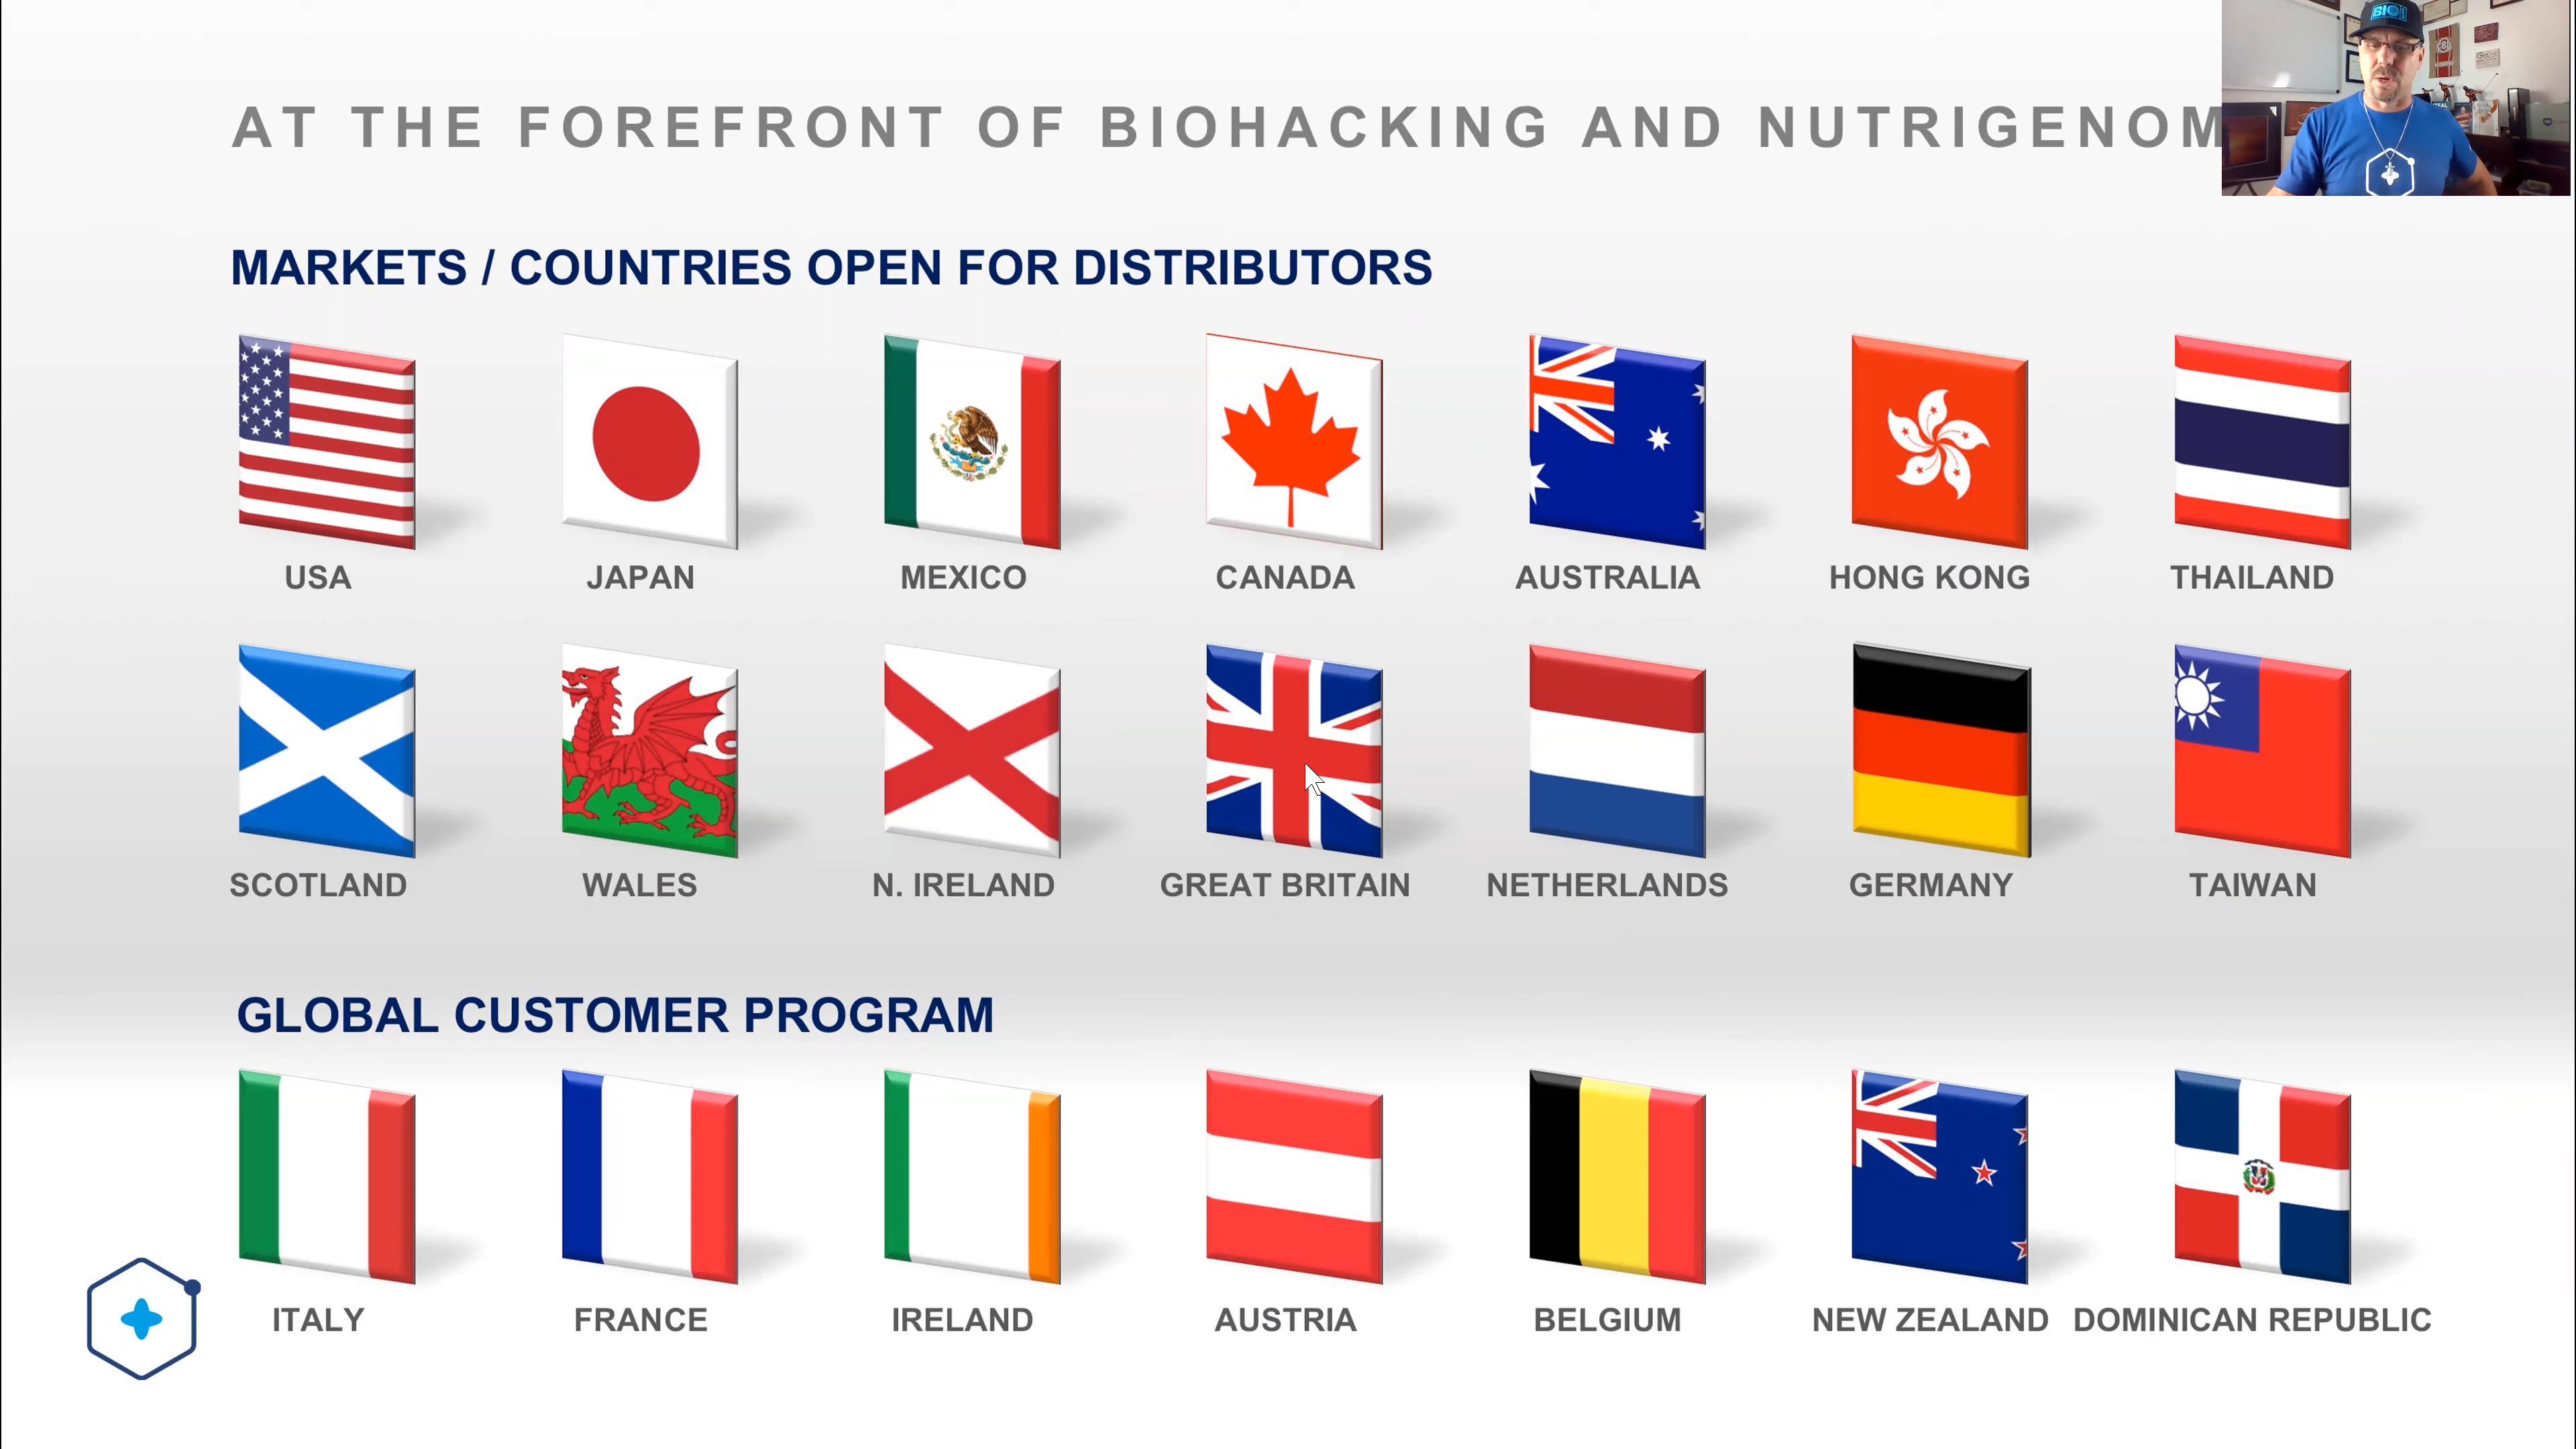 AT THE FOREFRONT OF BIOHACKING AND NUTRIGENOM
BIO
MARKETS / COUNTRIES OPEN FOR DISTRIBUTORS
USA JAPAN MEXICO CANADA AUSTRALIA HONG KONG THAILAND
SCOTLAND WALES N. IRELAND GREAT BRITAIN NETHERLANDS GERMANY TAIWAN
GLOBAL CUSTOMER PROGRAM
ITALY FRANCE IRELAND AUSTRIA BELGIUM NEW ZEALAND DOMINICAN REPUBLIC